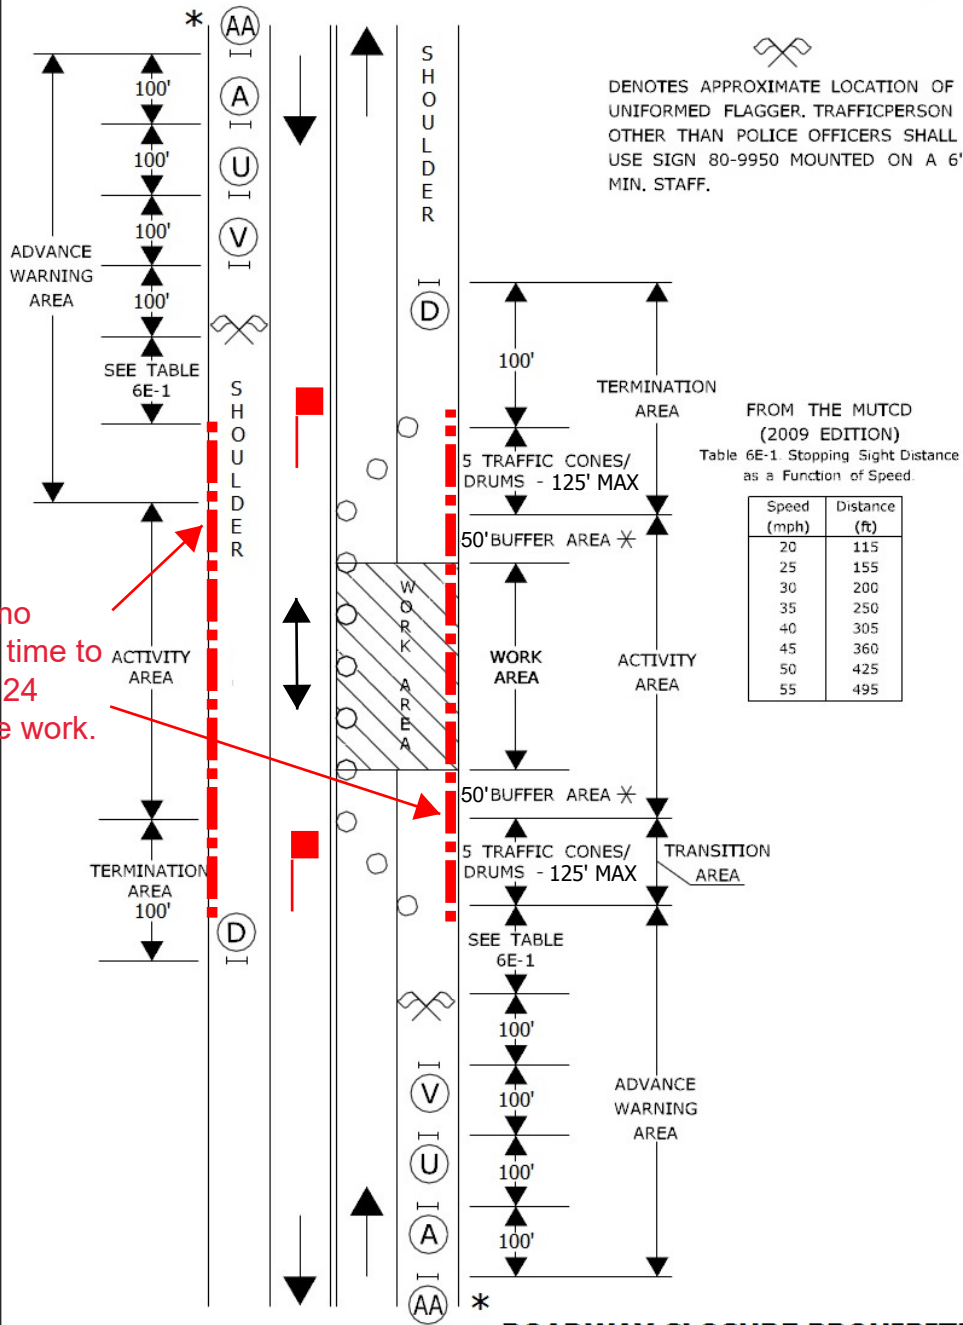 *
AA
A
U
V
100'
100'
100'
100'
ADVANCE
WARNING
AREA
SEE TABLE
6E-1
SHOULDER
SHOULDER
DENOTES APPROXIMATE LOCATION OF
UNIFORMED FLAGGER. TRAFFICPERSON
OTHER THAN POLICE OFFICERS SHALL
USE SIGN 80-9950 MOUNTED ON A 6'
MIN. STAFF.
D
100'
TERMINATION
AREA
5 TRAFFIC CONES/
DRUMS - 125' MAX
50' BUFFER AREA *
FROM THE MUTCD
(2009 EDITION)
Table 6E-1. Stopping Sight Distance
as a Function of Speed.
Speed
(mph) Distance
(ft)
20 115
25 155
30 200
35 250
40 305
45 360
50 425
55 495
no
time to
24
work.
ACTIVITY
AREA
WORK AREA
WORK
AREA
ACTIVITY
AREA
50' BUFFER AREA *
5 TRAFFIC CONES/
DRUMS - 125' MAX
TRANSITION
AREA
TERMINATION
AREA
100'
D
SEE TABLE
6E-1
100'
100'
100'
100'
ADVANCE
WARNING
AREA
V
U
A
AA
*